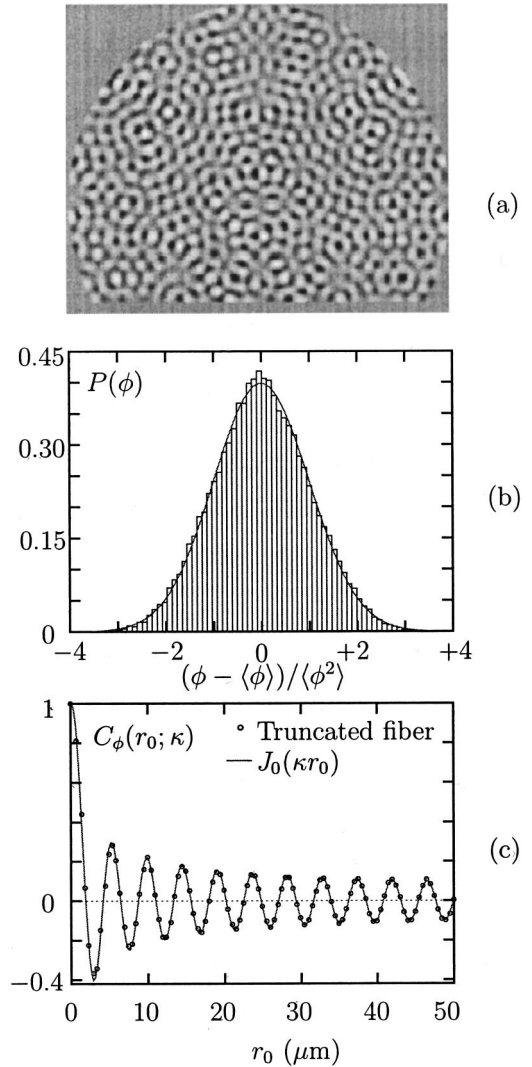 (a)
0.45
P(ϕ)
0.30
0.15
0
−4 −2 0 +2 +4
(ϕ − ⟨ϕ⟩)/⟨ϕ²⟩
(b)
1
C_ϕ(r₀; κ)
∘ Truncated fiber
— J₀(κr₀)
0
−0.4
0 10 20 30 40 50
r₀ (μm)
(c)